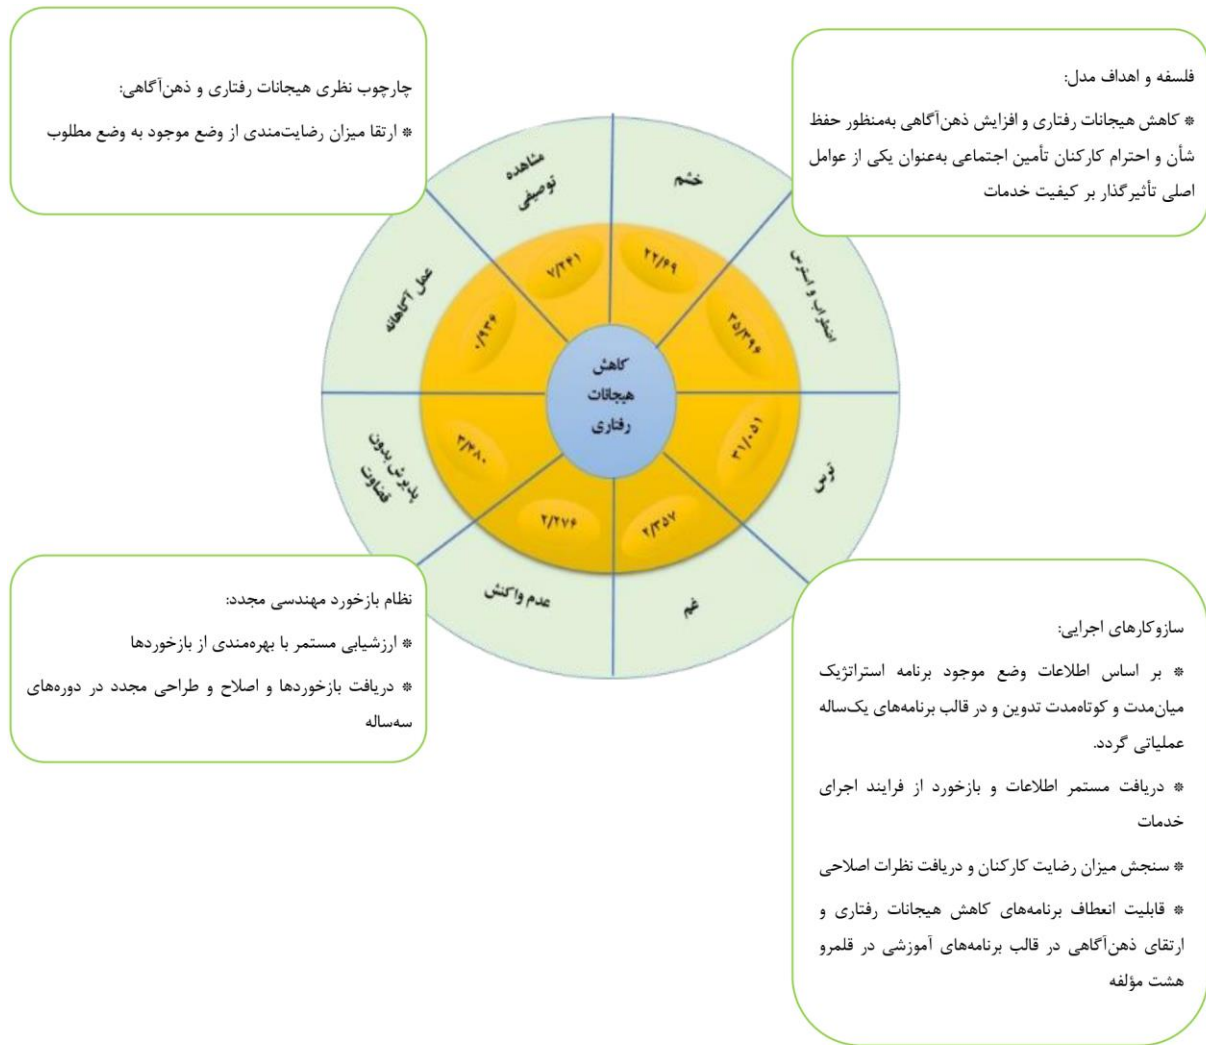 چارچوب نظری هیجانات رفتاری و ذهن‌آگاهی:
* ارتقا میزان رضایت‌مندی از وضع موجود به وضع مطلوب
فلسفه و اهداف مدل:
* کاهش هیجانات رفتاری و افزایش ذهن‌آگاهی به‌منظور حفظ
شأن و احترام کارکنان تأمین اجتماعی به‌عنوان یکی از عوامل
اصلی تأثیرگذار بر کیفیت خدمات
خشم
۲۲/۶۹
اضطراب و استرس
۳۵/۳۹۶
ترس
۳۱/۰۵۱
غم
۲/۳۵۷
عدم واکنش
۲/۲۷۶
پذیرش بدون
قضاوت
۳/۴۸۰
عمل آگاهانه
۰/۹۳۶
مشاهده
توصیفی
۷/۲۴۱
کاهش
هیجانات
رفتاری
نظام بازخورد مهندسی مجدد:
* ارزشیابی مستمر با بهره‌مندی از بازخوردها
* دریافت بازخوردها و اصلاح و طراحی مجدد در دوره‌های
سه‌ساله
سازوکارهای اجرایی:
* بر اساس اطلاعات وضع موجود برنامه استراتژیک
میان‌مدت و کوتاه‌مدت تدوین و در قالب برنامه‌های یک‌ساله
عملیاتی گردد.
* دریافت مستمر اطلاعات و بازخورد از فرایند اجرای
خدمات
* سنجش میزان رضایت کارکنان و دریافت نظرات اصلاحی
* قابلیت انعطاف برنامه‌های کاهش هیجانات رفتاری و
ارتقای ذهن‌آگاهی در قالب برنامه‌های آموزشی در قلمرو
هشت مؤلفه